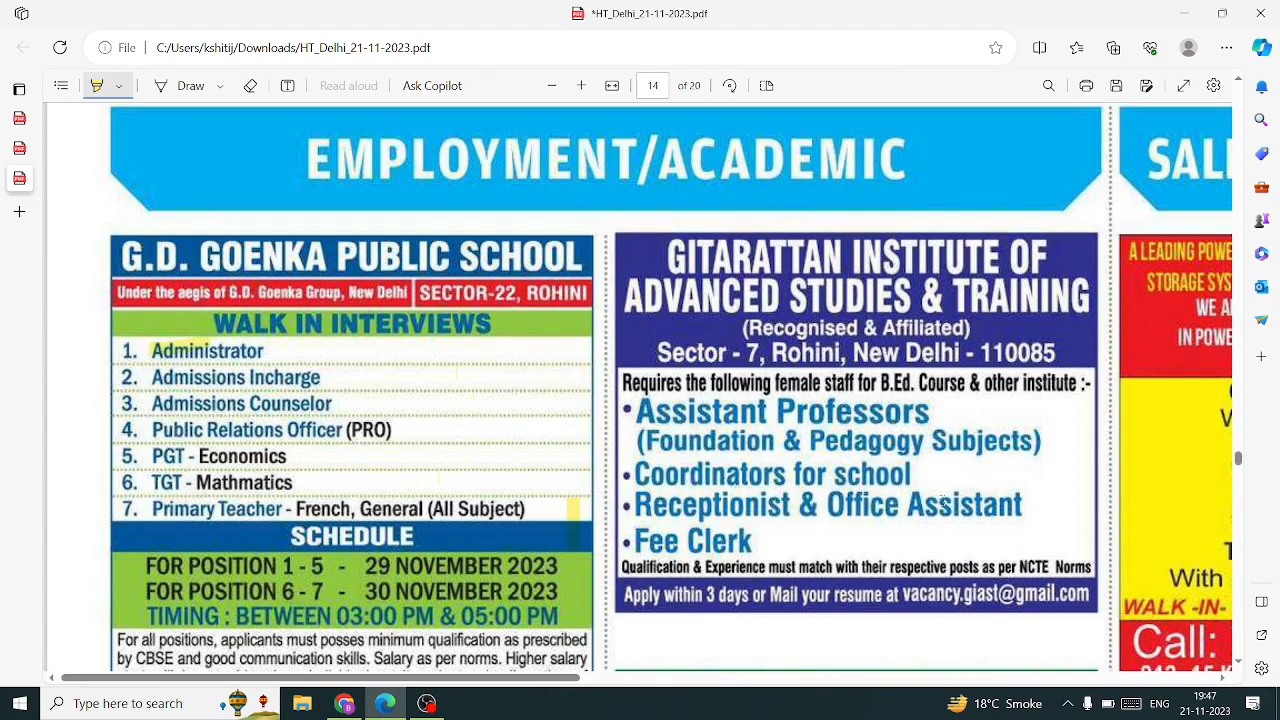 *HT_Delhi_21-11-2023.pdf
File
C:/Users/kshitij/Downloads/HT_Delhi_21-11-2023.pdf
Draw
Read aloud
Ask Copilot
14 of 20
EMPLOYMENT/ACADEMIC
G.D. GOENKA PUBLIC SCHOOL
Under the aegis of G.D. Goenka Group, New Delhi
SECTOR-22, ROHINI
WALK IN INTERVIEWS
1. Administrator
2. Admissions Incharge
3. Admissions Counselor
4. Public Relations Officer (PRO)
5. PGT - Economics
6. TGT - Mathmatics
7. Primary Teacher - French, General (All Subject)
SCHEDULE
FOR POSITION 1 - 5 - 29 NOVEMBER 2023
FOR POSITION 6 - 7 - 30 NOVEMBER 2023
TIMING : BETWEEN 03:00 PM & 05:00 PM
For all positions, applicants must posses minimum qualification as prescribed
by CBSE and good communication skills. Salary as per norms. Higher salary
GITARATTAN INSTITUTE OF
ADVANCED STUDIES & TRAINING
(Recognised & Affiliated)
Sector - 7, Rohini, New Delhi - 110085
Requires the following female staff for B.Ed. Course & other institute :-
• Assistant Professors
(Foundation & Pedagogy Subjects)
• Coordinators for school
• Receptionist & Office Assistant
• Fee Clerk
Qualification & Experience must match with their respective posts as per NCTE Norms
Apply within 3 days or Mail your resume at vacancy.giast@gmail.com
A LEADING POWE
STORAGE SYS
IN POWE
With
WALK -IN-
Call:
Type here to search
18°C Smoke
ENG
19:47
21-11-2023